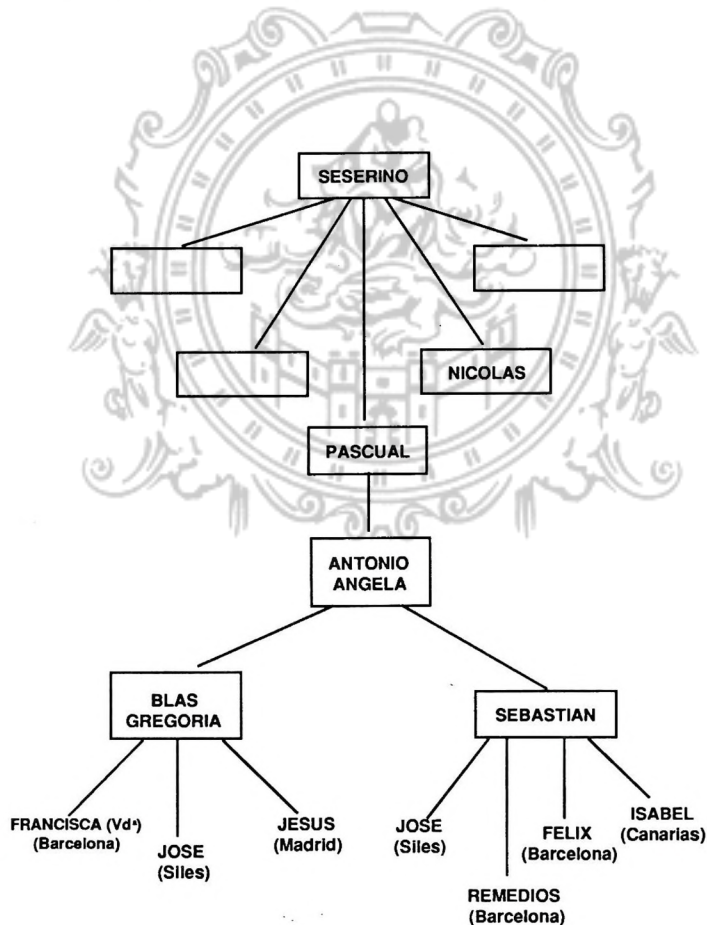 SESERINO
NICOLAS
PASCUAL
ANTONIO
ANGELA
BLAS
GREGORIA
SEBASTIAN
FRANCISCA (Vdª)
(Barcelona)
JOSE
(Siles)
JESUS
(Madrid)
JOSE
(Siles)
REMEDIOS
(Barcelona)
FELIX
(Barcelona)
ISABEL
(Canarias)